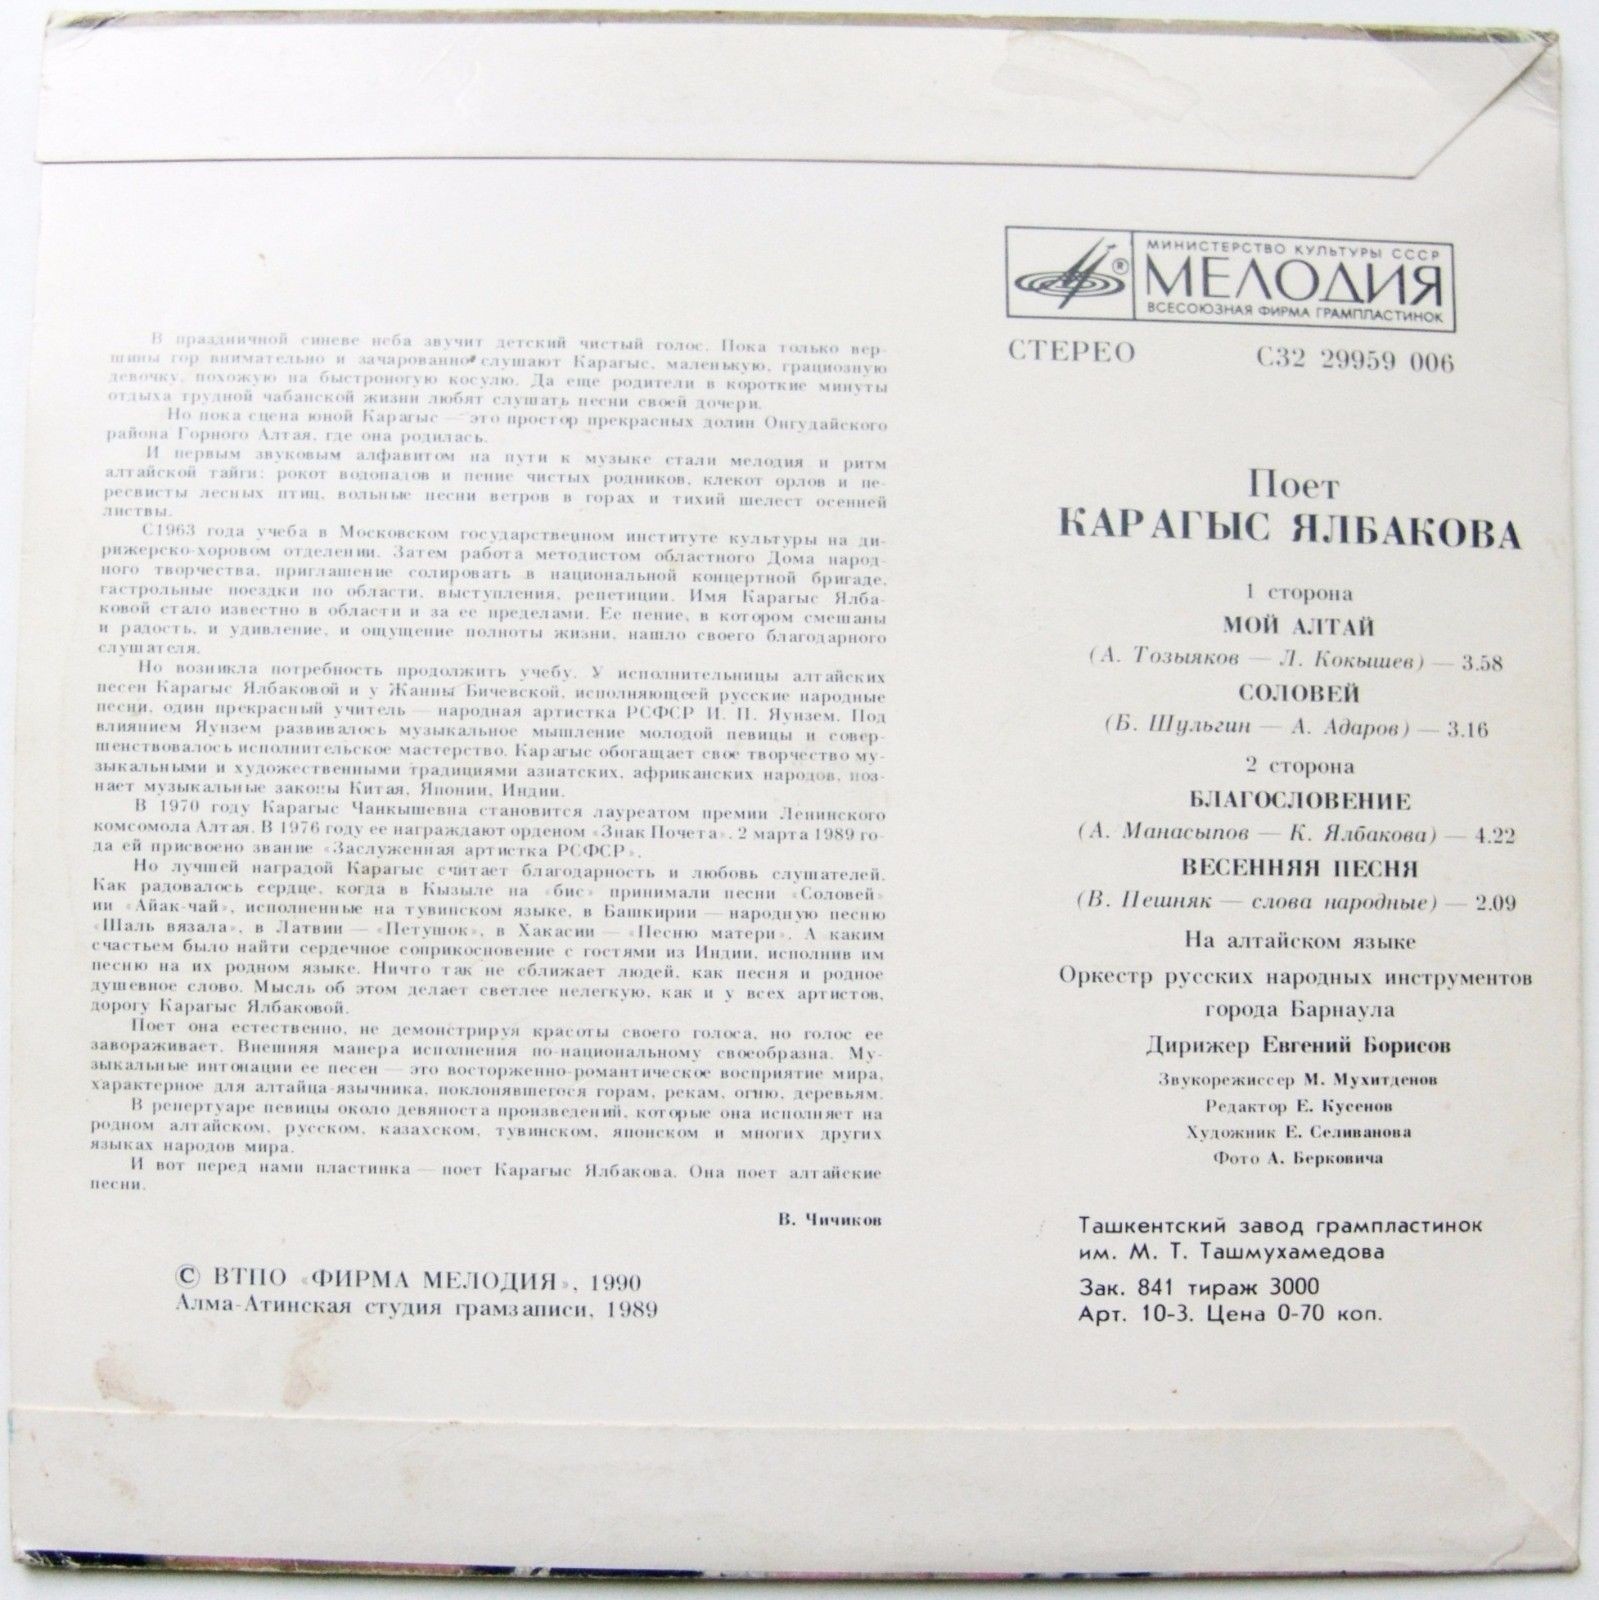 В праздничной синеве неба звучит детский чистый голос. Пока только вер-
шины гор внимательно и зачарованно слушают Карагыс, маленькую, грациозную
девочку, похожую на быстроногую косулю. Да еще родители в короткие минуты
отдыха трудной чабанской жизни любят слушать песни своей дочери.
Но пока сцена юной Карагыс — это простор прекрасных долин Онгудайского
района Горного Алтая, где она родилась.
И первым звуковым алфавитом на пути к музыке стали мелодия и ритм
алтайской тайги: рокот водопадов и пение чистых родников, клекот орлов и пе-
ресвисты лесных птиц, вольные песни ветров в горах и тихий шелест осенней
листвы.
С1963 года учеба в Московском государственном институте культуры на ди-
рижерско-хоровом отделении. Затем работа методистом областного Дома народ-
ного творчества, приглашение солировать в национальной концертной бригаде,
гастрольные поездки по области, выступления, репетиции. Имя Карагыс Ялба-
ковой стало известно в области и за ее пределами. Ее пение, в котором смешаны
и радость, и удивление, и ощущение полноты жизни, нашло своего благодарного
слушателя.
Но возникла потребность продолжить учебу. У исполнительницы алтайских
песен Карагыс Ялбаковой и у Жанны Бичевской, исполняющей русские народные
песни, один прекрасный учитель — народная артистка РСФСР И. П. Яунзем. Под
влиянием Яунзем развивалось музыкальное мышление молодой певицы и совер-
шенствовалось исполнительское мастерство. Карагыс обогащает свое творчество му-
зыкальными и художественными традициями азиатских, африканских народов, поз-
нает музыкальные законы Китая, Японии, Индии.
В 1970 году Карагыс Чанкышевна становится лауреатом премии Ленинского
комсомола Алтая. В 1976 году ее награждают орденом «Знак Почета». 2 марта 1989 го-
да ей присвоено звание «Заслуженная артистка РСФСР».
Но лучшей наградой Карагыс считает благодарность и любовь слушателей.
Как радовалось сердце, когда в Кызыле на «бис» принимали песни «Соловей»
ии «Айак-чай», исполненные на тувинском языке, в Башкирии — народную песню
«Шаль вязала», в Латвии — «Петушок», в Хакасии — «Песню матери». А каким
счастьем было найти сердечное соприкосновение с гостями из Индии, исполнив им
песню на их родном языке. Ничто так не сближает людей, как песня и родное
душевное слово. Мысль об этом делает светлее нелегкую, как и у всех артистов,
дорогу Карагыс Ялбаковой.
Поет она естественно, не демонстрируя красоты своего голоса, но голос ее
завораживает. Внешняя манера исполнения по-национальному своеобразна. Му-
зыкальные интонации ее песен — это восторженно-романтическое восприятие мира,
характерное для алтайца-язычника, поклонявшегося горам, рекам, огню, деревьям.
В репертуаре певицы около девяноста произведений, которые она исполняет на
родном алтайском, русском, казахском, тувинском, японском и многих других
языках народов мира.
И вот перед нами пластинка — поет Карагыс Ялбакова. Она поет алтайские
песни.
В. Чичиков
© ВТПО «ФИРМА МЕЛОДИЯ», 1990
Алма-Атинская студия грамзаписи, 1989
МИНИСТЕРСТВО КУЛЬТУРЫ СССР
® МЕЛОДИЯ
ВСЕСОЮЗНАЯ ФИРМА ГРАМПЛАСТИНОК
СТЕРЕО С32 29959 006
Поет
КАРАГЫС ЯЛБАКОВА
1 сторона
МОЙ АЛТАЙ
(А. Тозыяков — Л. Кокышев) — 3.58
СОЛОВЕЙ
(Б. Шульгин — А. Адаров) — 3.16
2 сторона
БЛАГОСЛОВЕНИЕ
(А. Манасыпов — К. Ялбакова) — 4.22
ВЕСЕННЯЯ ПЕСНЯ
(В. Пешняк — слова народные) — 2.09
На алтайском языке
Оркестр русских народных инструментов
города Барнаула
Дирижер Евгений Борисов
Звукорежиссер М. Мухитденов
Редактор Е. Кусенов
Художник Е. Селиванова
Фото А. Берковича
Ташкентский завод грампластинок
им. М. Т. Ташмухамедова
Зак. 841 тираж 3000
Арт. 10-3. Цена 0-70 коп.